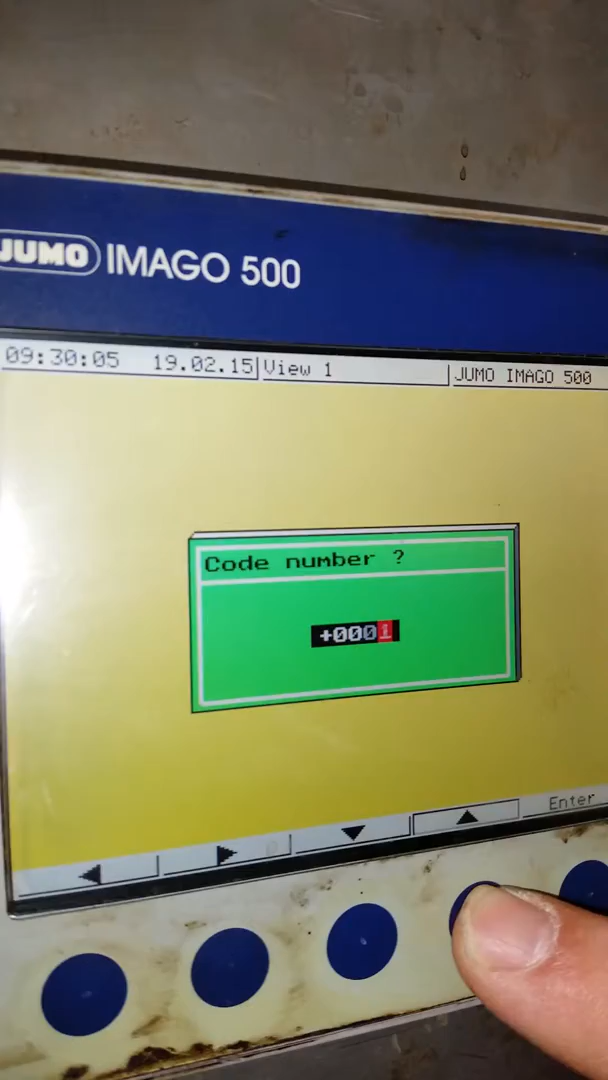 JUMO IMAGO 500
09:30:05 19.02.15 View 1 JUMO IMAGO 500
Code number ?
+0001
Enter